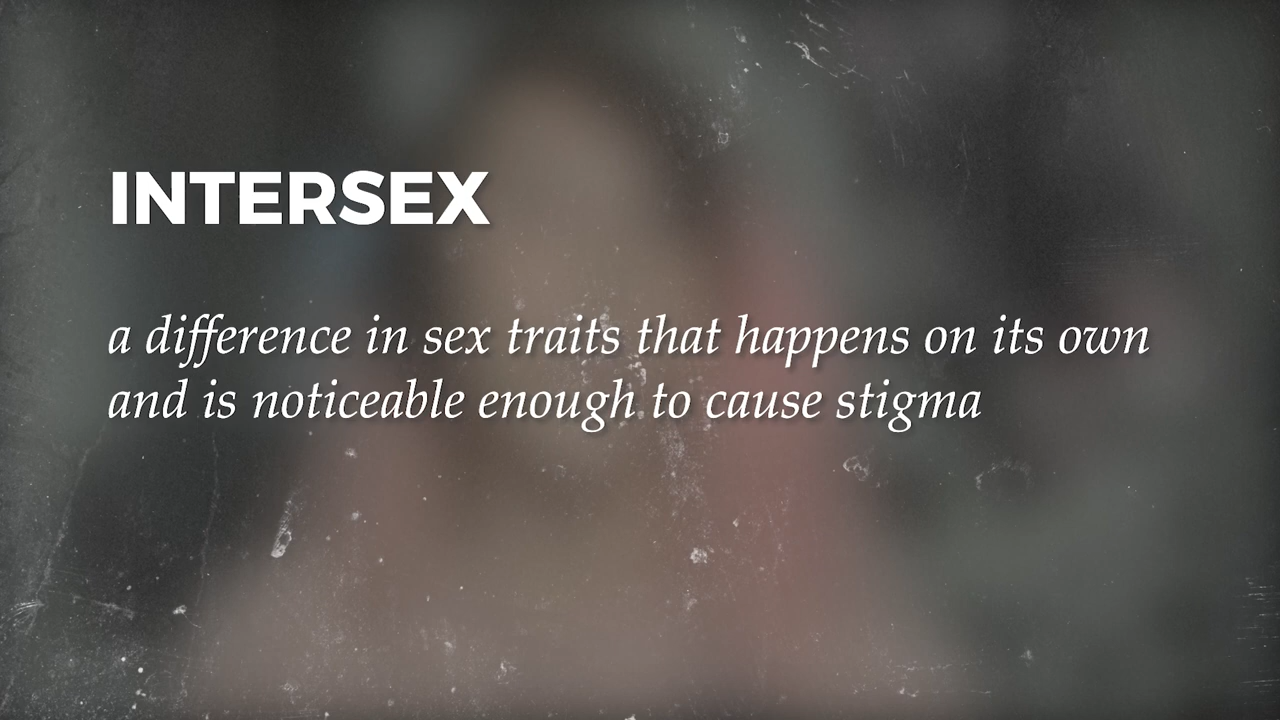 INTERSEX
a difference in sex traits that happens on its own
and is noticeable enough to cause stigma